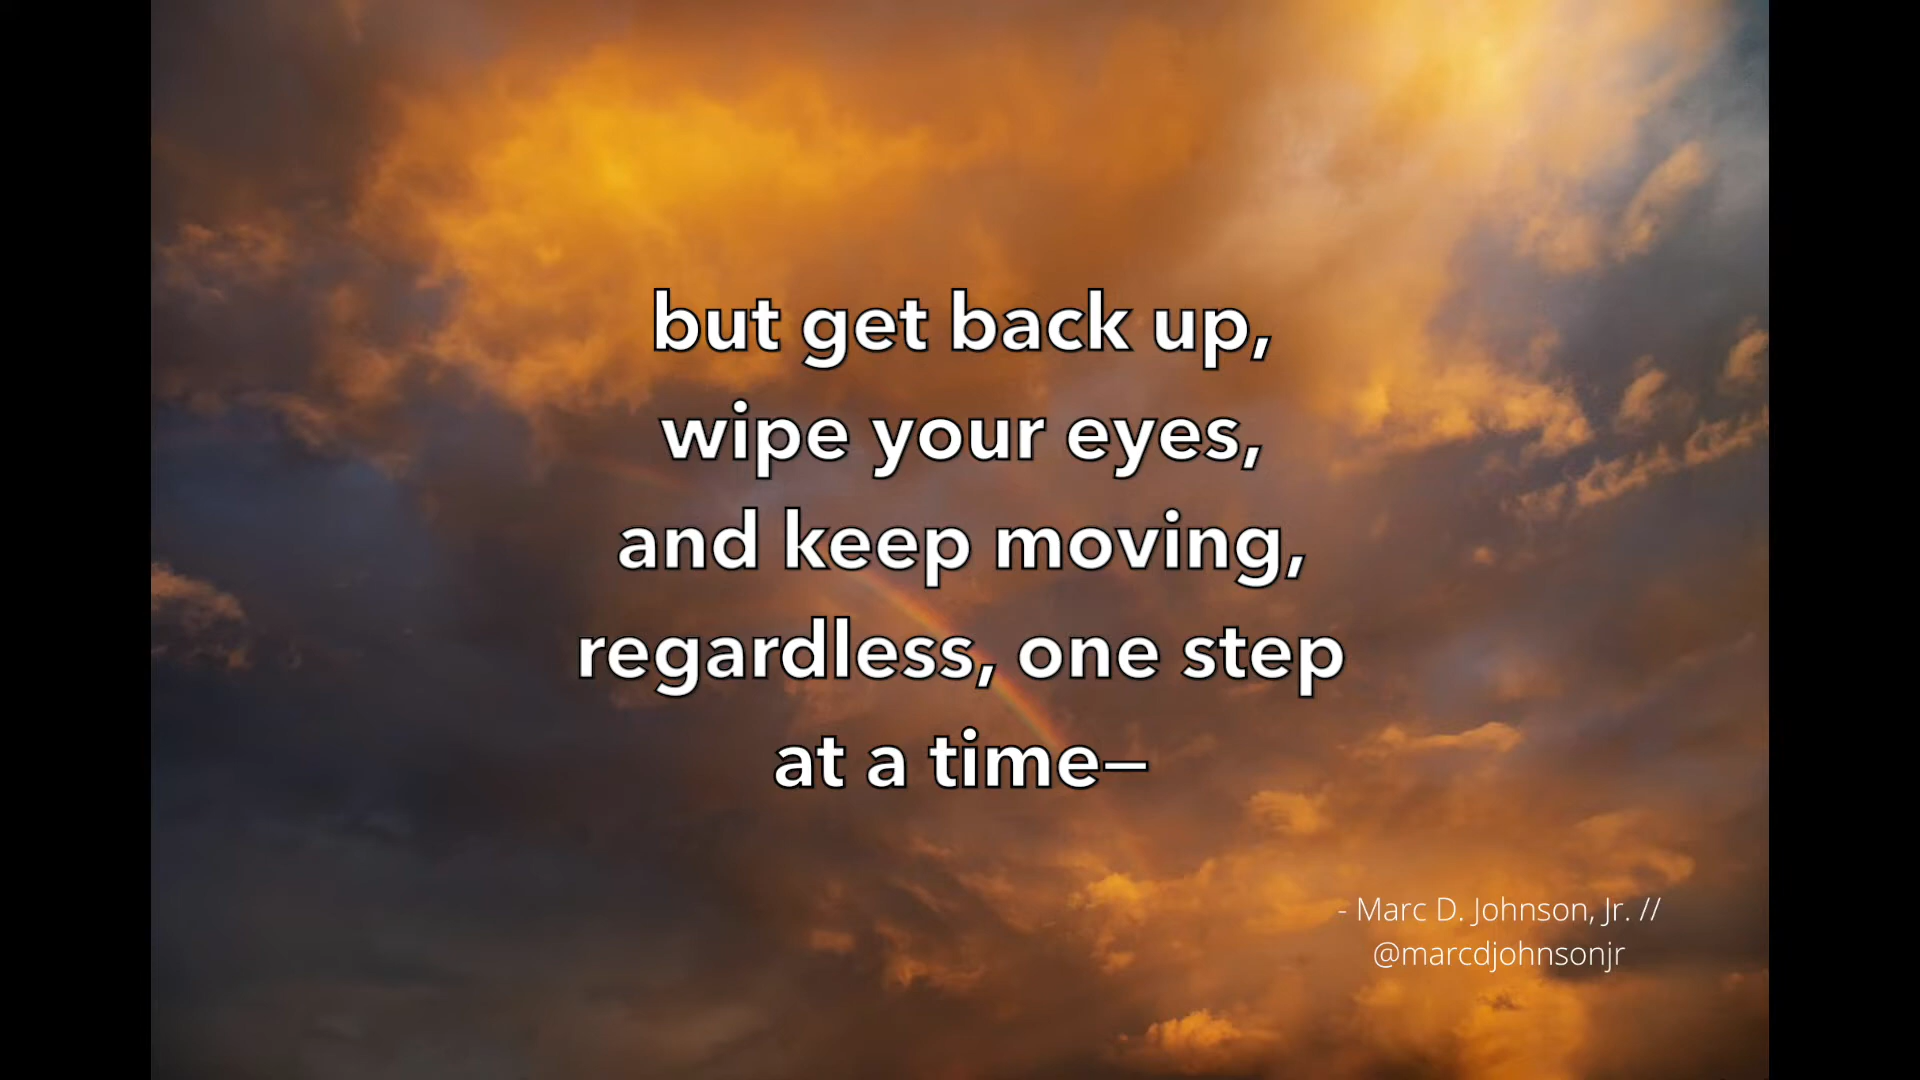 but get back up,
wipe your eyes,
and keep moving,
regardless, one step
at a time—
- Marc D. Johnson, Jr. //
@marcdjohnsonjr